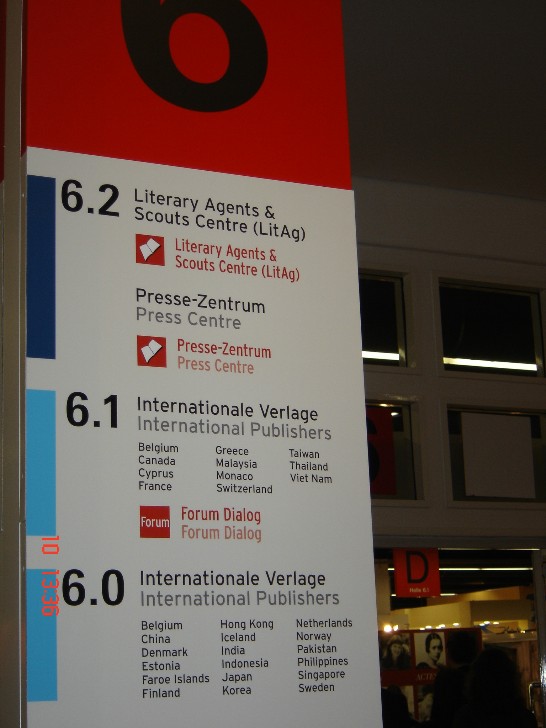 6
6.2 Literary Agents &
Scouts Centre (LitAg)
Literary Agents &
Scouts Centre (LitAg)
Presse-Zentrum
Press Centre
Presse-Zentrum
Press Centre
6.1 Internationale Verlage
International Publishers
Belgium Greece Taiwan
Canada Malaysia Thailand
Cyprus Monaco Viet Nam
France Switzerland
Forum Forum Dialog
Forum Dialog
6.0 Internationale Verlage
International Publishers
Belgium Hong Kong Netherlands
China Iceland Norway
Denmark India Pakistan
Estonia Indonesia Philippines
Faroe Islands Japan Singapore
Finland Korea Sweden
10 13:36
D
Halle 6.1